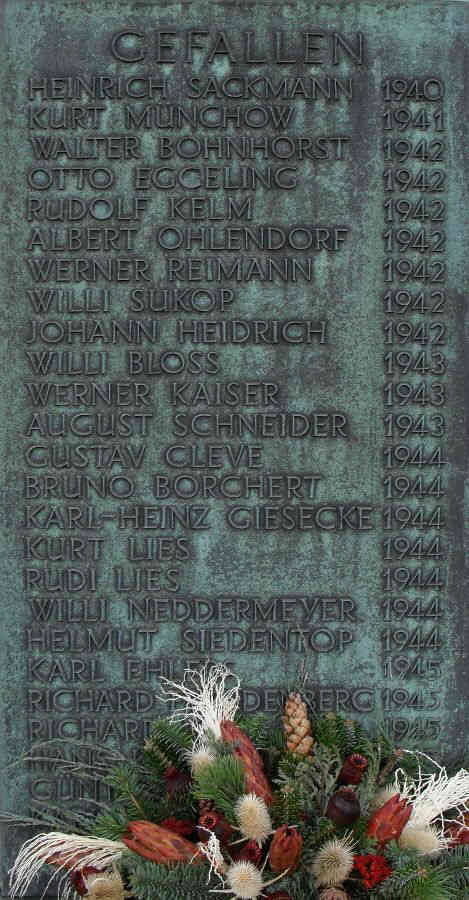 GEFALLEN
HEINRICH SACKMANN 1940
KURT MÜNCHOW 1941
WALTER BOHNHORST 1942
OTTO EGGELING 1942
RUDOLF KELM 1942
ALBERT OHLENDORF 1942
WERNER REIMANN 1942
WILLI SUKOP 1942
JOHANN HEIDRICH 1942
WILLI BLOSS 1943
WERNER KAISER 1943
AUGUST SCHNEIDER 1943
GUSTAV CLEVE 1944
BRUNO BORCHERT 1944
KARL-HEINZ GIESECKE 1944
KURT LIES 1944
RUDI LIES 1944
WILLI NEDDERMEYER 1944
HELMUT SIEDENTOP 1944
KARL 1945
RICHARD 1945
RICHARD 1945
HANS